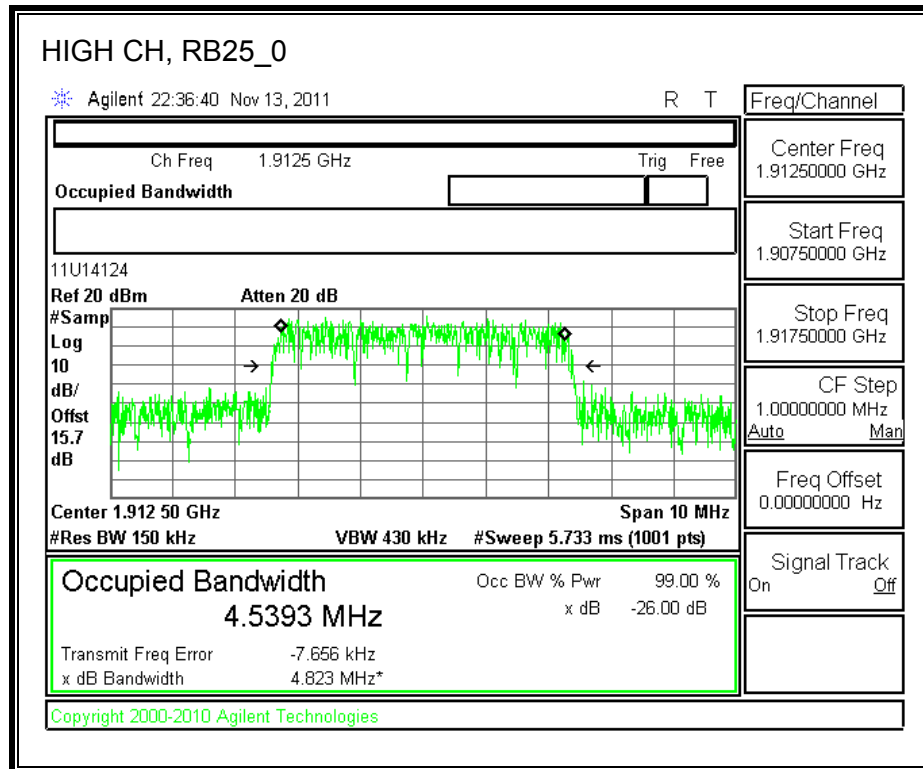 HIGH CH, RB25_0
Agilent 22:36:40 Nov 13, 2011 R T
Ch Freq 1.9125 GHz Trig Free
Occupied Bandwidth
11U14124
Ref 20 dBm Atten 20 dB
#Samp
Log
10
dB/
Offst
15.7
dB
Center 1.912 50 GHz Span 10 MHz
#Res BW 150 kHz VBW 430 kHz #Sweep 5.733 ms (1001 pts)
Occupied Bandwidth Occ BW % Pwr 99.00 %
4.5393 MHz x dB -26.00 dB
Transmit Freq Error -7.656 kHz
x dB Bandwidth 4.823 MHz*
Copyright 2000-2010 Agilent Technologies
Freq/Channel
Center Freq
1.91250000 GHz
Start Freq
1.90750000 GHz
Stop Freq
1.91750000 GHz
CF Step
1.00000000 MHz
Auto Man
Freq Offset
0.00000000 Hz
Signal Track
On Off